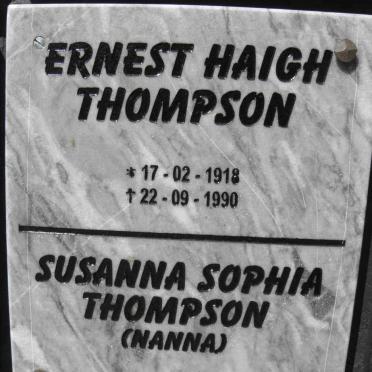 ERNEST HAIGH
THOMPSON
* 17 - 02 - 1918
† 22 - 09 - 1990
SUSANNA SOPHIA
THOMPSON
(NANNA)